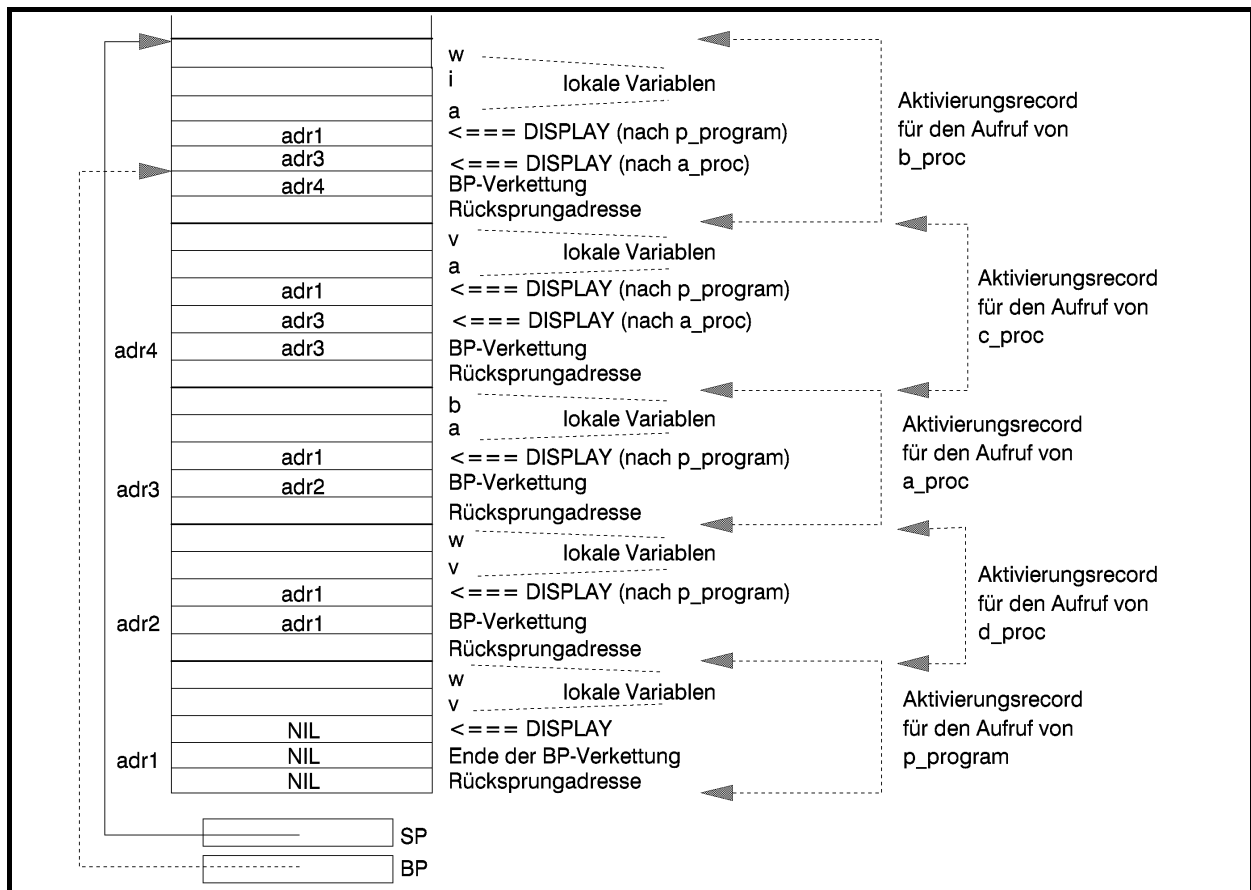 w
i
lokale Variablen
a
adr1 <=== DISPLAY (nach p_program)
adr3 <=== DISPLAY (nach a_proc)
adr4 BP-Verkettung
Rücksprungadresse
Aktivierungsrecord
für den Aufruf von
b_proc
v
lokale Variablen
a
adr1 <=== DISPLAY (nach p_program)
adr3 <=== DISPLAY (nach a_proc)
adr4 adr3 BP-Verkettung
Rücksprungadresse
Aktivierungsrecord
für den Aufruf von
c_proc
b
lokale Variablen
a
adr1 <=== DISPLAY (nach p_program)
adr3 adr2 BP-Verkettung
Rücksprungadresse
Aktivierungsrecord
für den Aufruf von
a_proc
w
lokale Variablen
v
adr1 <=== DISPLAY (nach p_program)
adr2 adr1 BP-Verkettung
Rücksprungadresse
Aktivierungsrecord
für den Aufruf von
d_proc
w
lokale Variablen
v
NIL <=== DISPLAY
adr1 NIL Ende der BP-Verkettung
NIL Rücksprungadresse
Aktivierungsrecord
für den Aufruf von
p_program
SP
BP